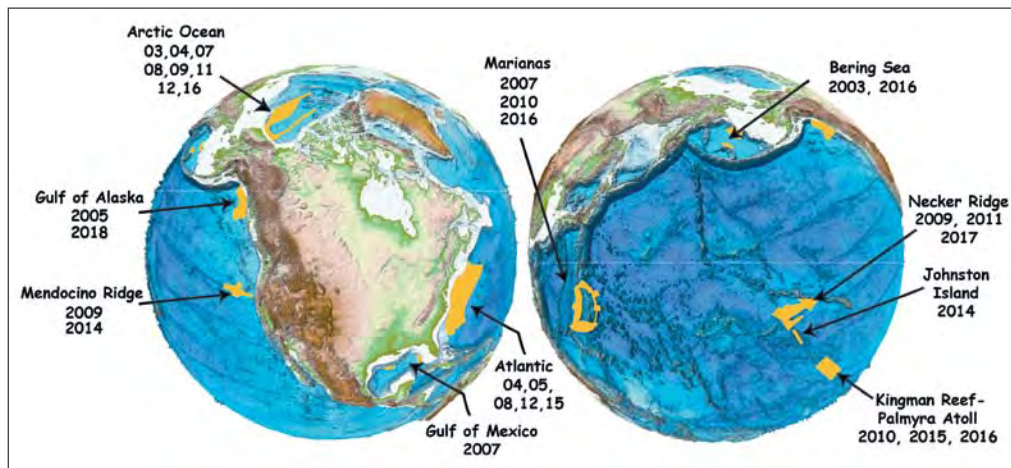 Arctic Ocean
03,04,07
08,09,11
12,16
Gulf of Alaska
2005
2018
Mendocino Ridge
2009
2014
Atlantic
04,05,
08,12,15
Gulf of Mexico
2007
Marianas
2007
2010
2016
Bering Sea
2003, 2016
Necker Ridge
2009, 2011
2017
Johnston
Island
2014
Kingman Reef-
Palmyra Atoll
2010, 2015, 2016